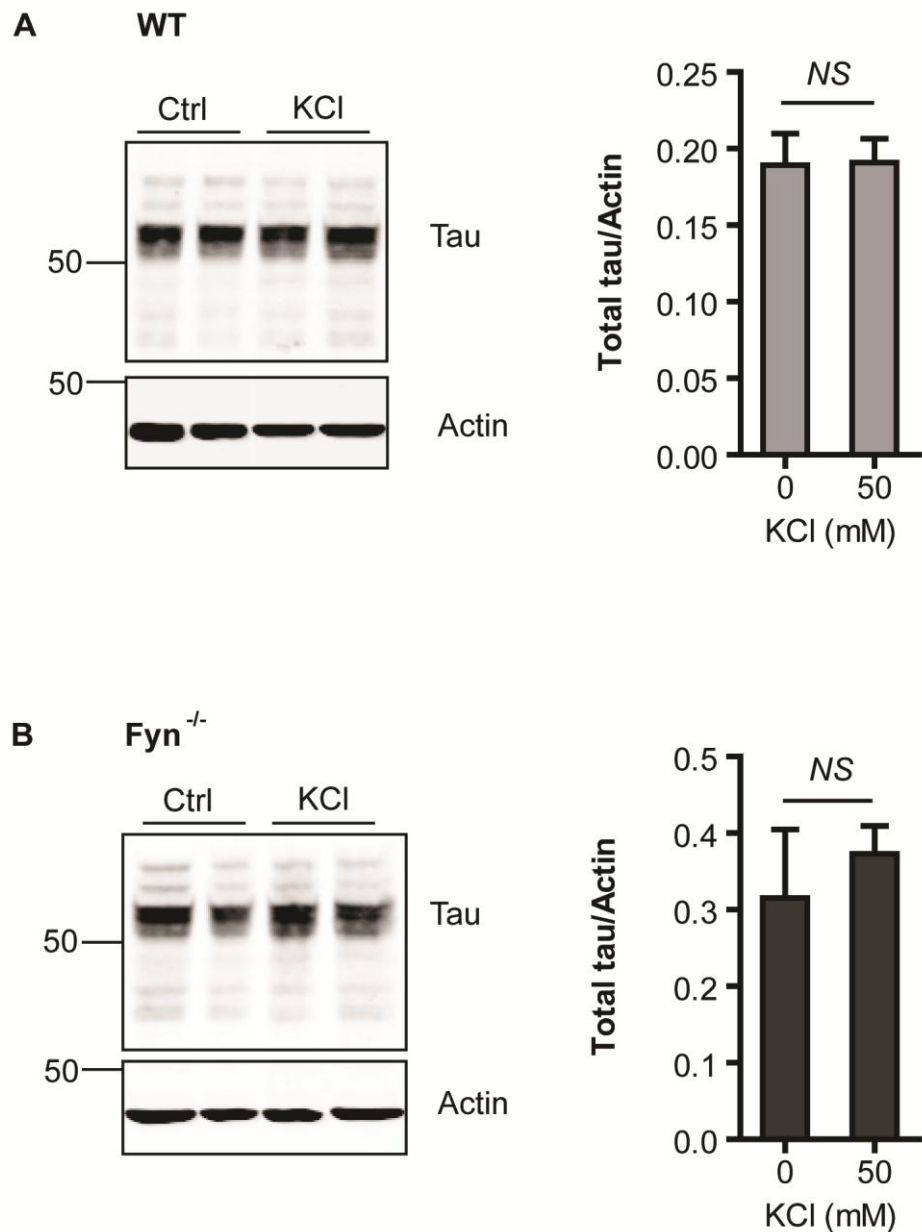 A WT
Ctrl KCl
Tau
50
50
Actin
NS
0.25
0.20
0.15
0.10
0.05
0.00
Total tau/Actin
0 50
KCl (mM)
B Fyn -/-
Ctrl KCl
Tau
50
50
Actin
NS
0.5
0.4
0.3
0.2
0.1
0.0
Total tau/Actin
0 50
KCl (mM)